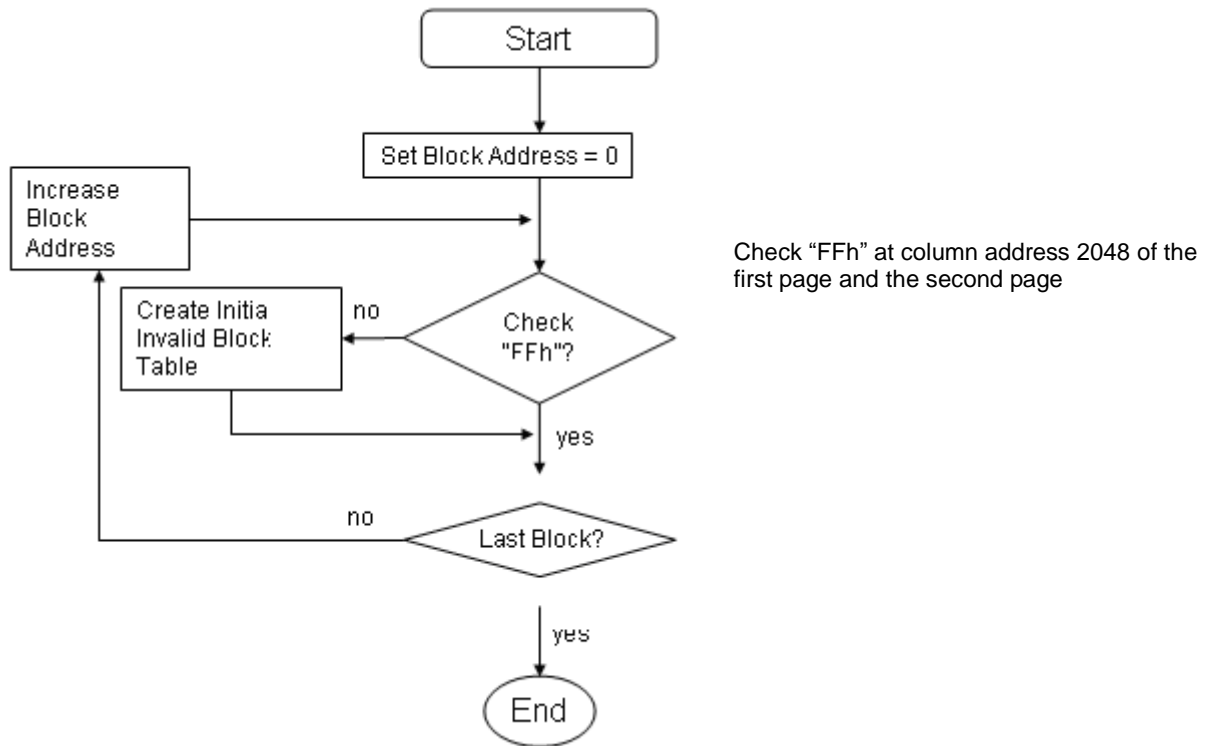 Start
Set Block Address = 0
Increase
Block
Address
Check “FFh” at column address 2048 of the
first page and the second page
Create Initia
Invalid Block
Table
no
Check
"FFh"?
yes
no
Last Block?
yes
End